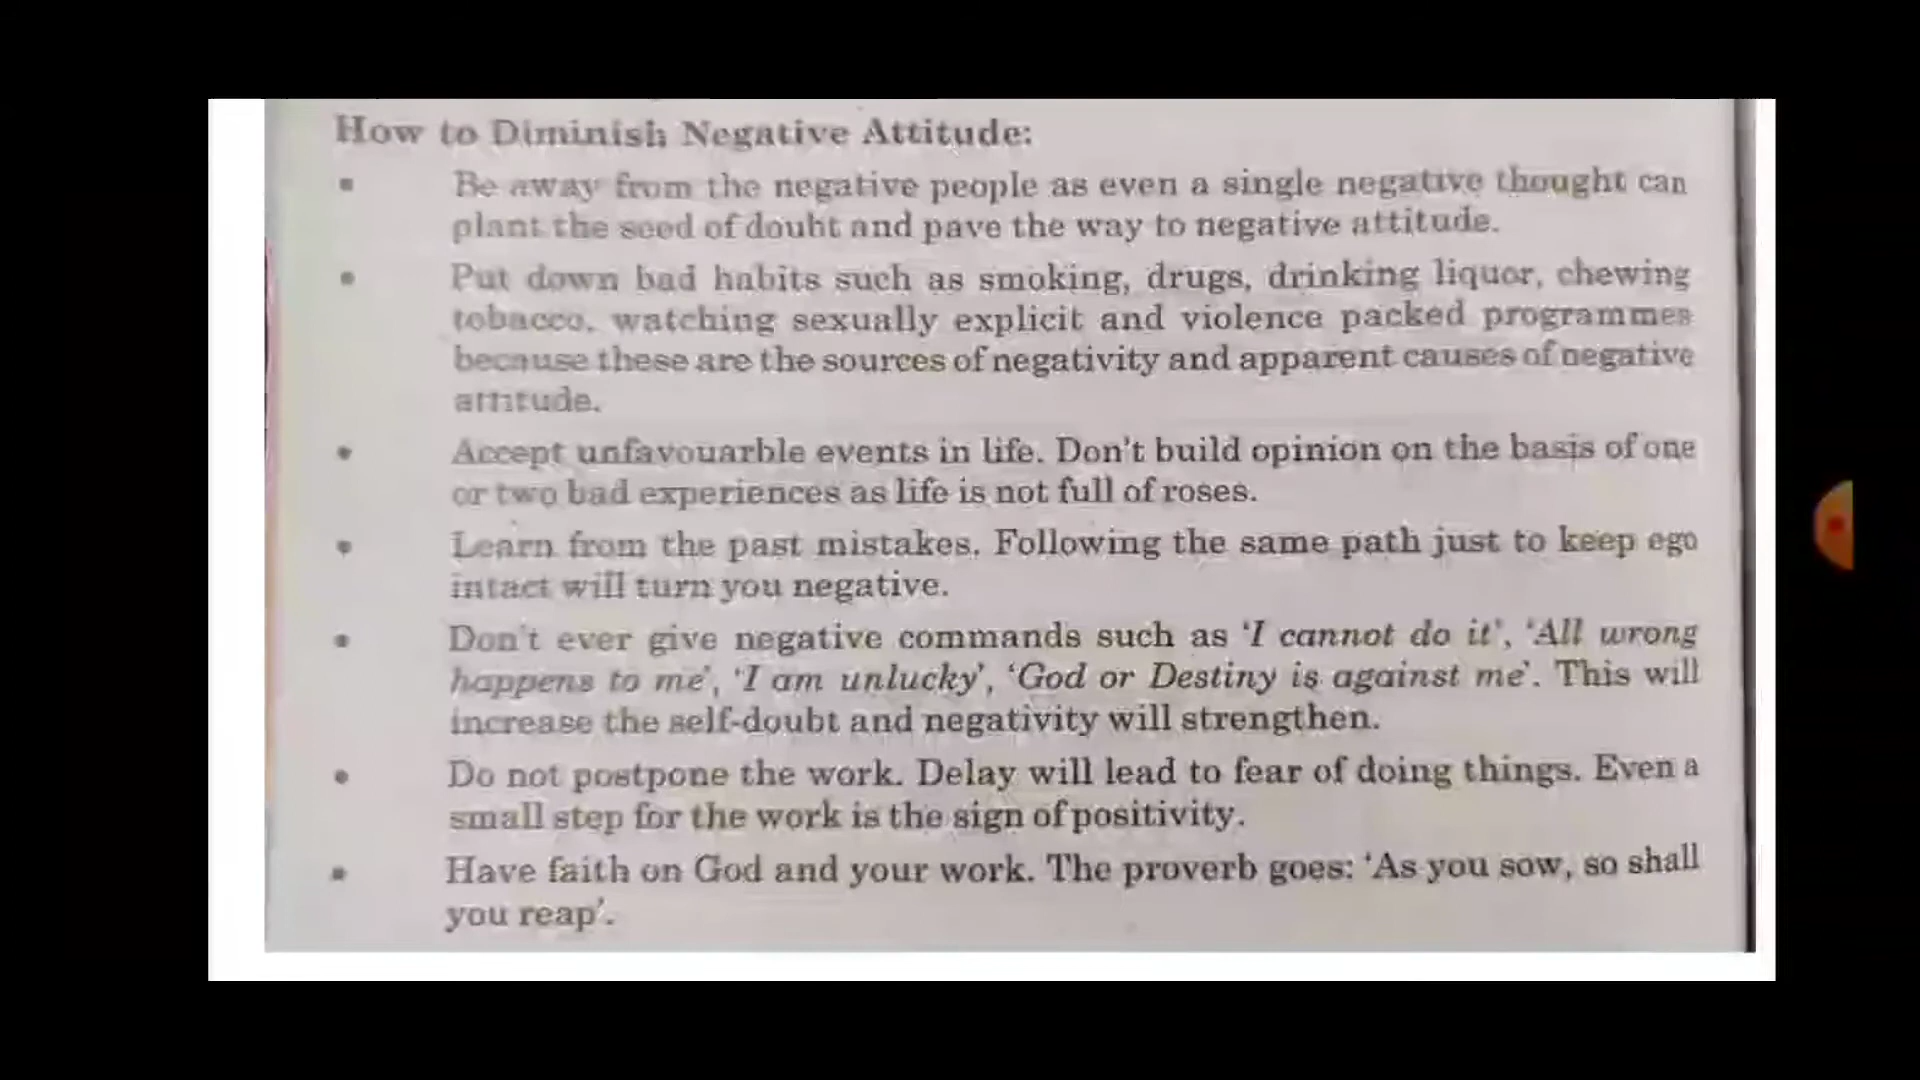 How to Diminish Negative Attitude:
• Be away from the negative people as even a single negative thought can
plant the seed of doubt and pave the way to negative attitude.
• Put down bad habits such as smoking, drugs, drinking liquor, chewing
tobacco, watching sexually explicit and violence packed programmes
because these are the sources of negativity and apparent causes of negative
attitude.
• Accept unfavouarble events in life. Don't build opinion on the basis of one
or two bad experiences as life is not full of roses.
• Learn from the past mistakes. Following the same path just to keep ego
intact will turn you negative.
• Don't ever give negative commands such as 'I cannot do it', 'All wrong
happens to me', 'I am unlucky', 'God or Destiny is against me'. This will
increase the self-doubt and negativity will strengthen.
• Do not postpone the work. Delay will lead to fear of doing things. Even a
small step for the work is the sign of positivity.
• Have faith on God and your work. The proverb goes: 'As you sow, so shall
you reap'.